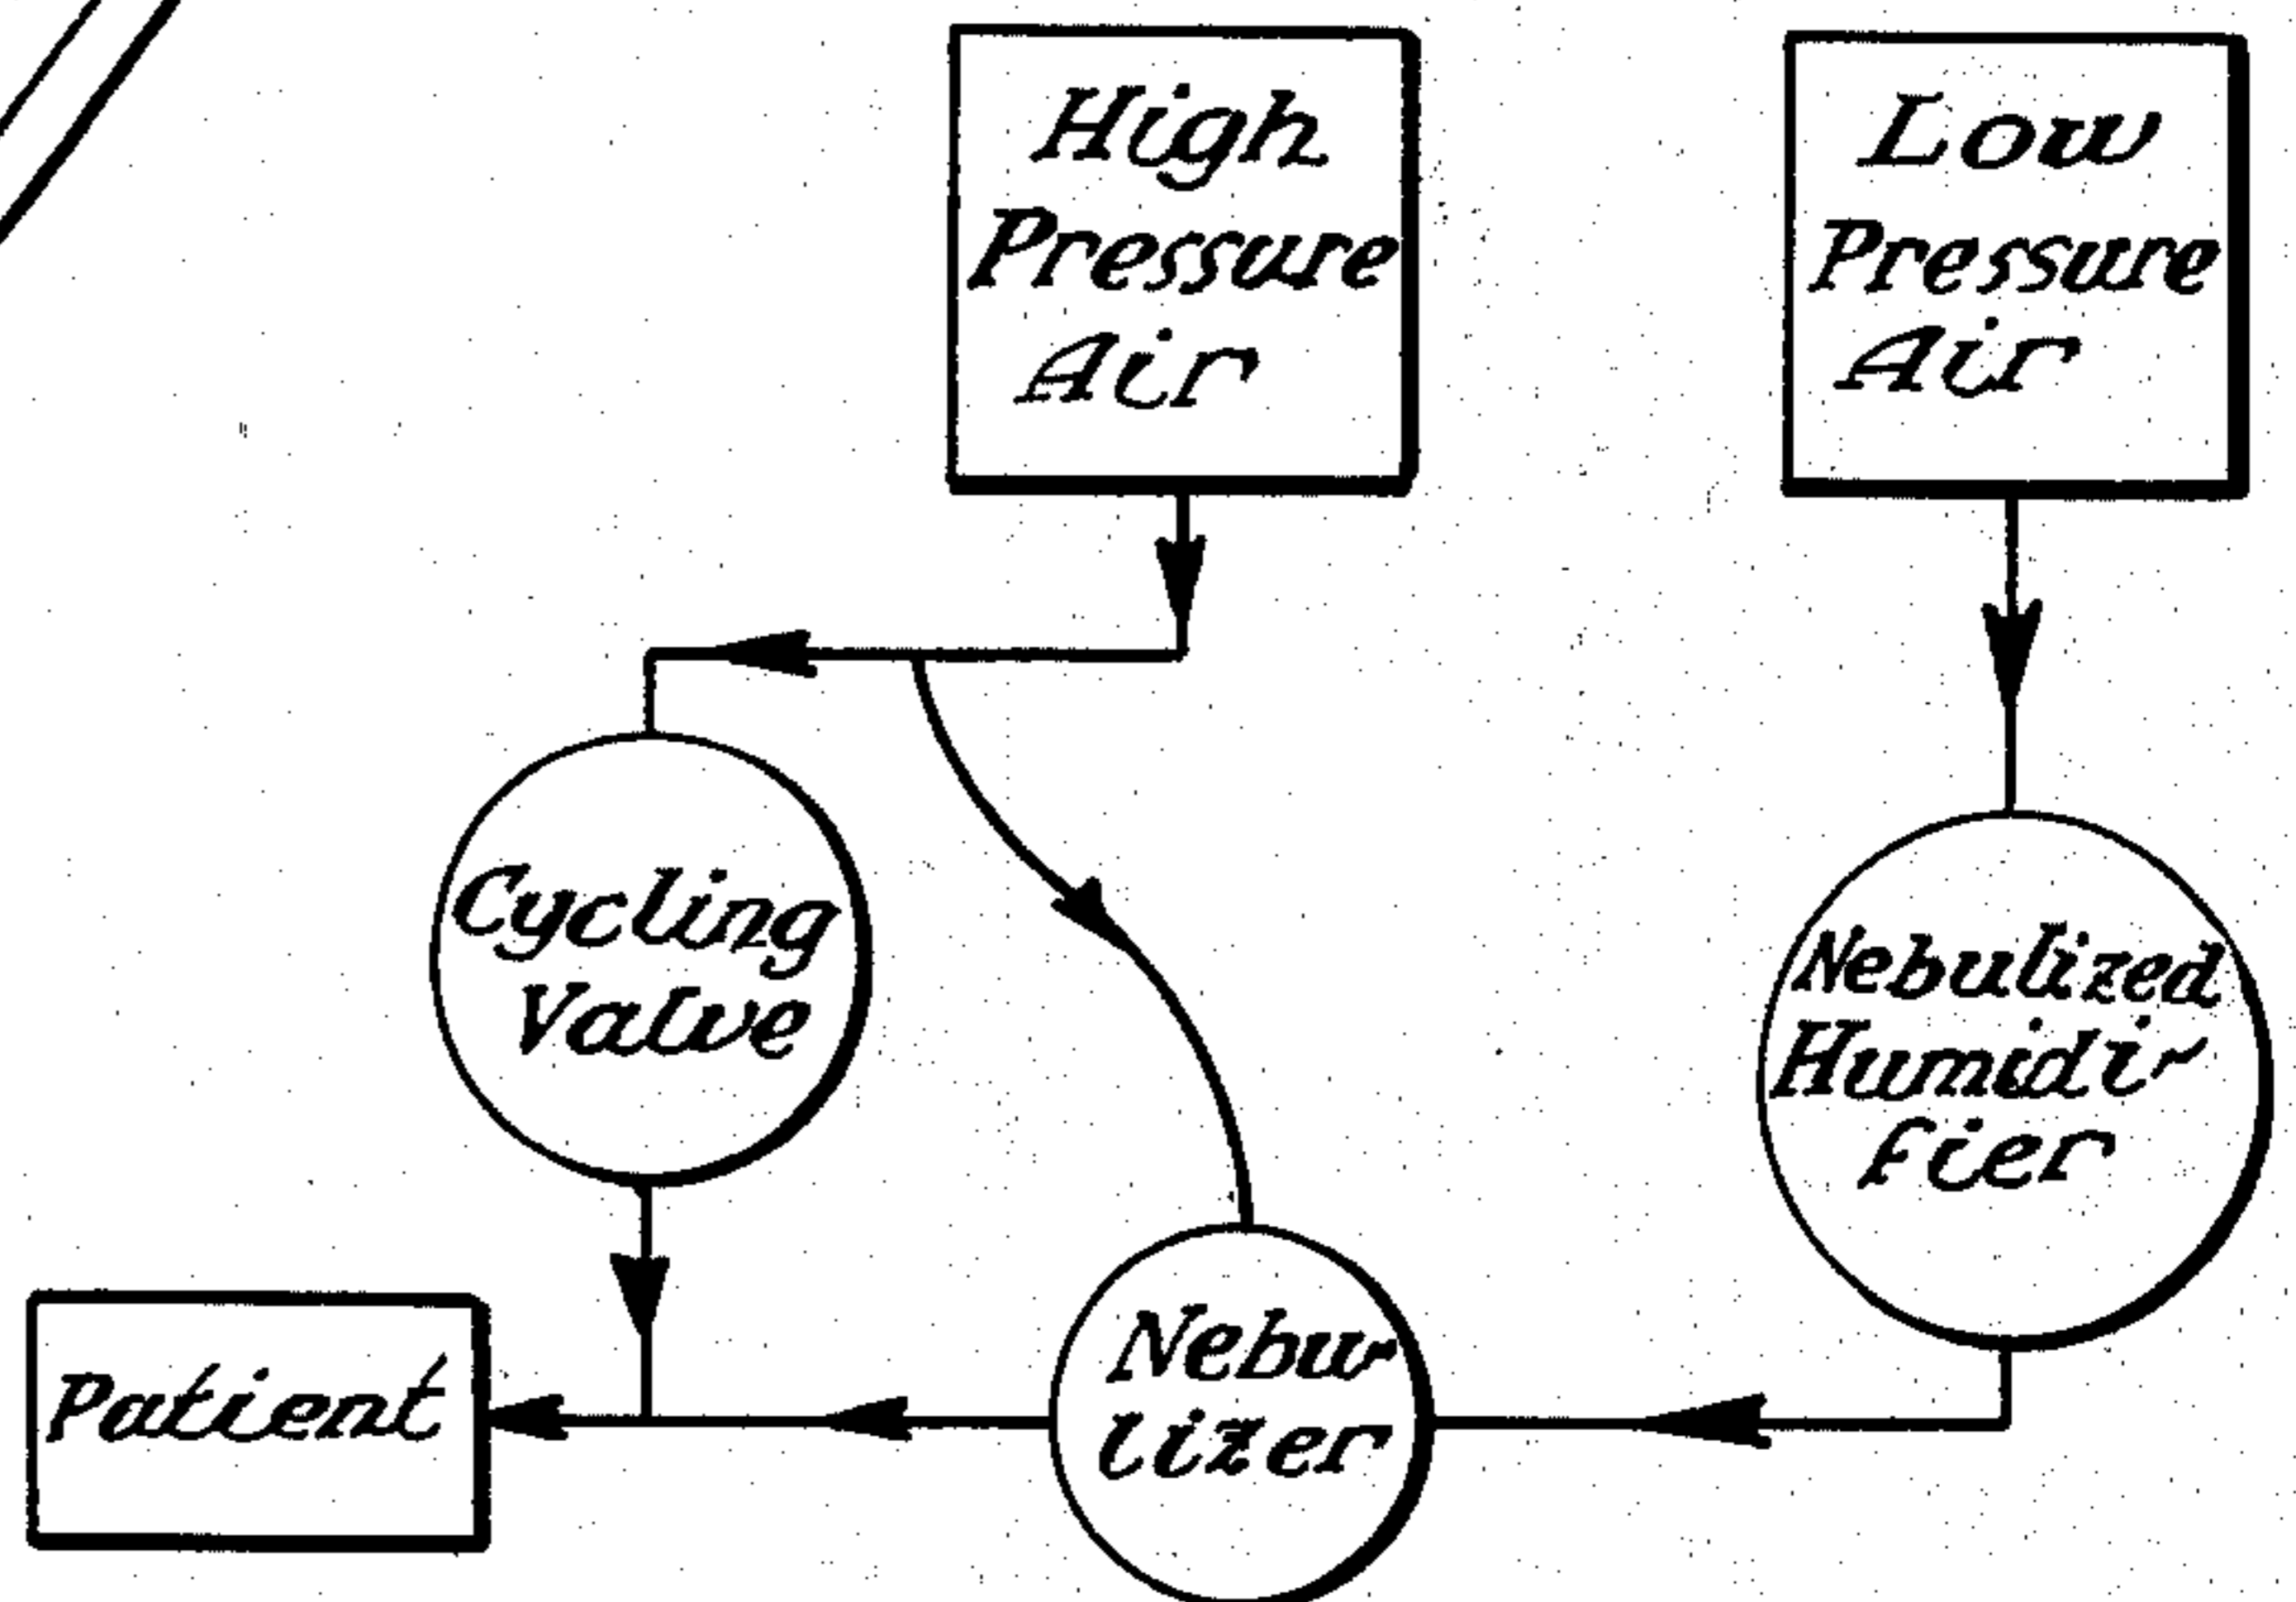 High
Pressure
Air
Low
Pressure
Air
Cycling
Valve
Nebulized
Humidi-
fier
Patient
Nebu-
lizer